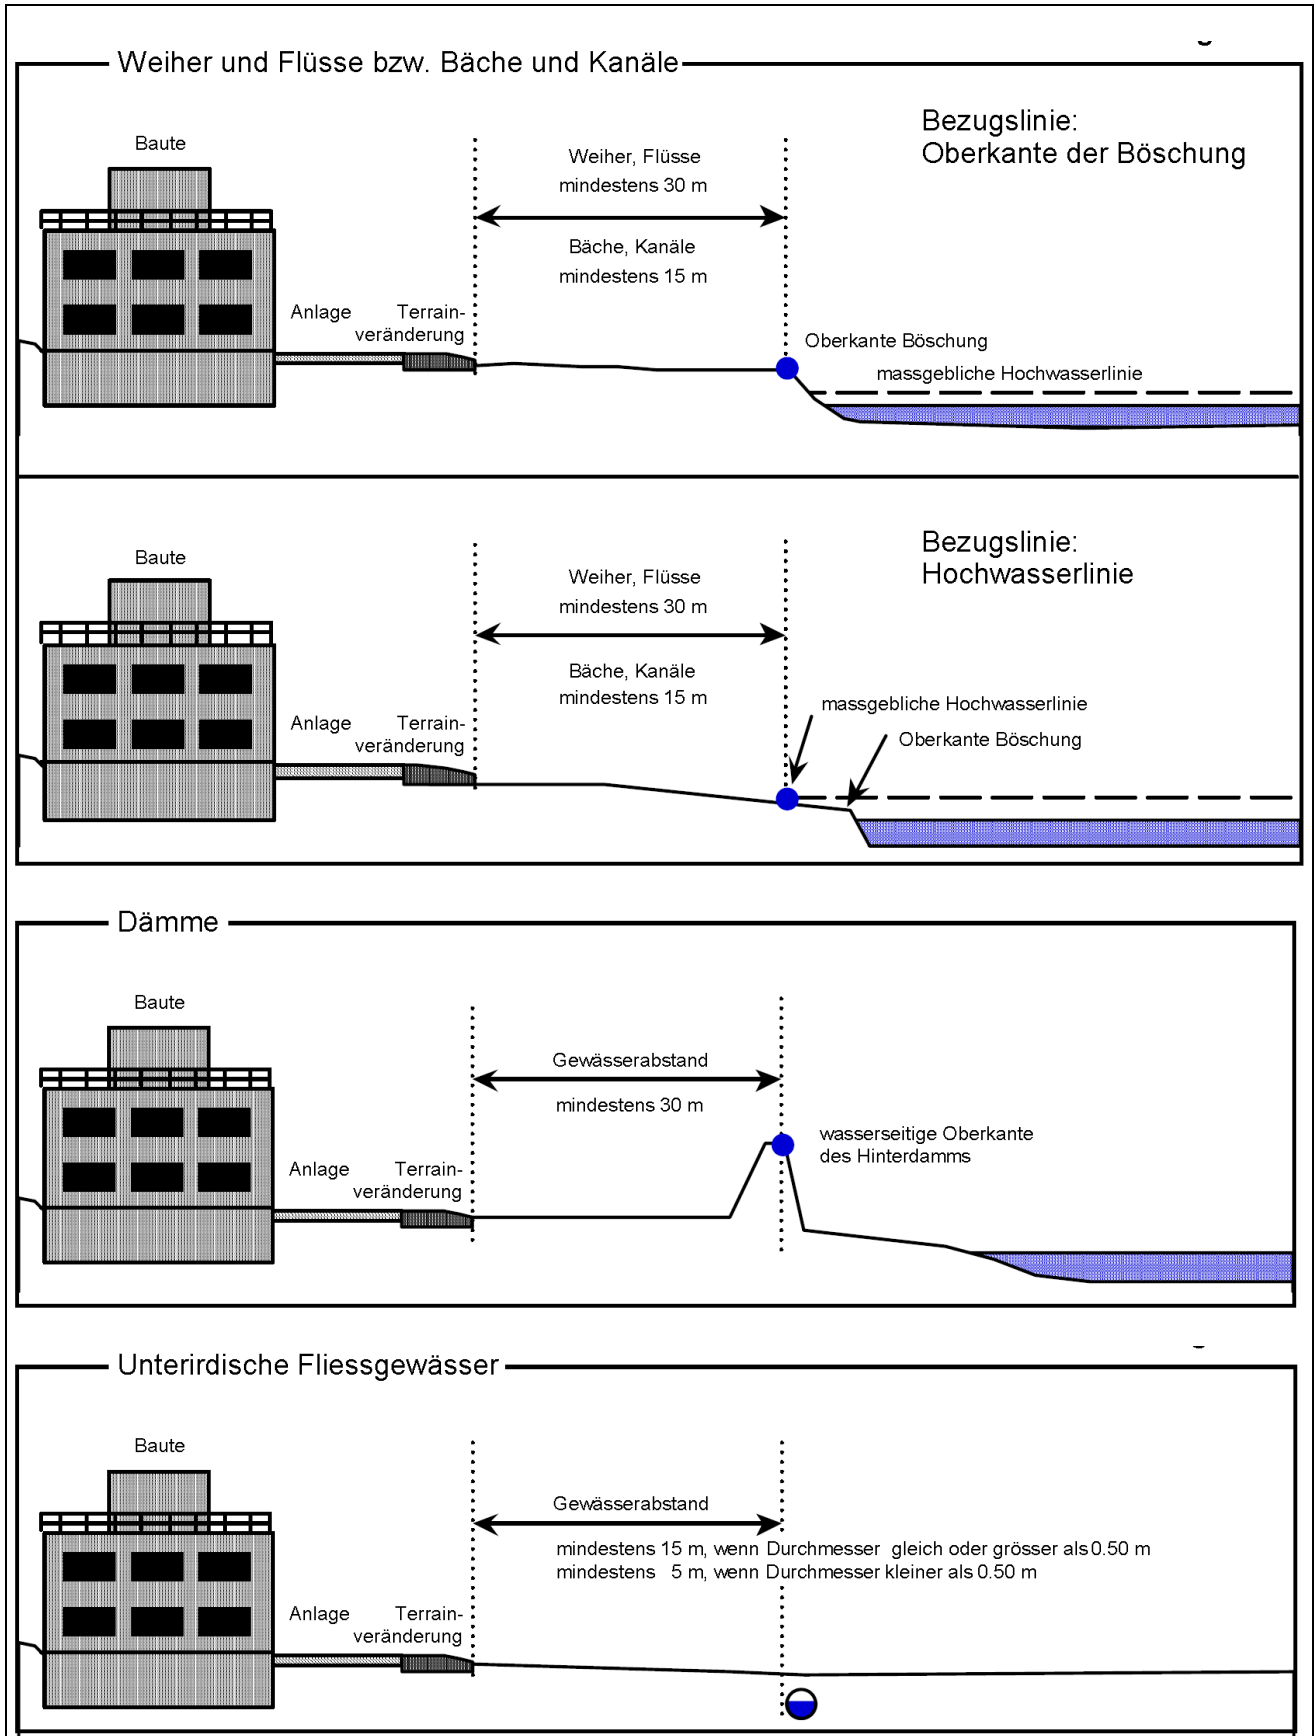 Weiher und Flüsse bzw. Bäche und Kanäle
Bezugslinie:
Oberkante der Böschung
Baute
Weiher, Flüsse
mindestens 30 m
Bäche, Kanäle
mindestens 15 m
Anlage
Terrain-
veränderung
Oberkante Böschung
massgebliche Hochwasserlinie
Bezugslinie:
Hochwasserlinie
Baute
Weiher, Flüsse
mindestens 30 m
Bäche, Kanäle
mindestens 15 m
Anlage
Terrain-
veränderung
massgebliche Hochwasserlinie
Oberkante Böschung
Dämme
Baute
Gewässerabstand
mindestens 30 m
wasserseitige Oberkante
des Hinterdamms
Anlage
Terrain-
veränderung
Unterirdische Fliessgewässer
Baute
Gewässerabstand
mindestens 15 m, wenn Durchmesser gleich oder grösser als 0.50 m
mindestens 5 m, wenn Durchmesser kleiner als 0.50 m
Anlage
Terrain-
veränderung